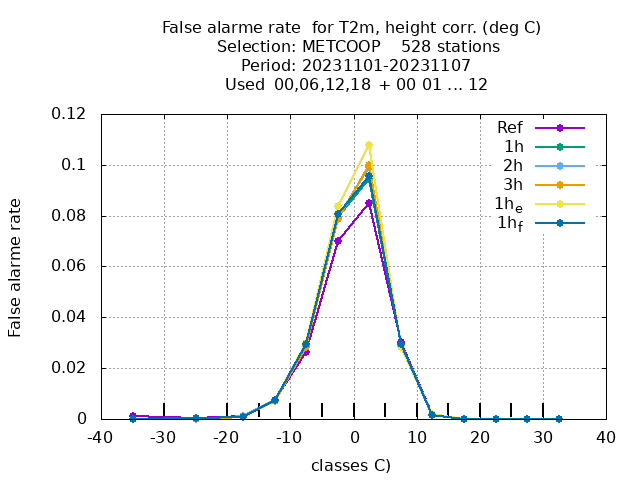 False alarme rate  for T2m, height corr. (deg C)
Selection: METCOOP    528 stations
Period: 20231101-20231107
Used  00,06,12,18 + 00 01 ... 12
0.12
0.1
0.08
0.06
0.04
0.02
0
False alarme rate
Ref
1h
2h
3h
1he
1hf
-40 -30 -20 -10 0 10 20 30 40
classes C)